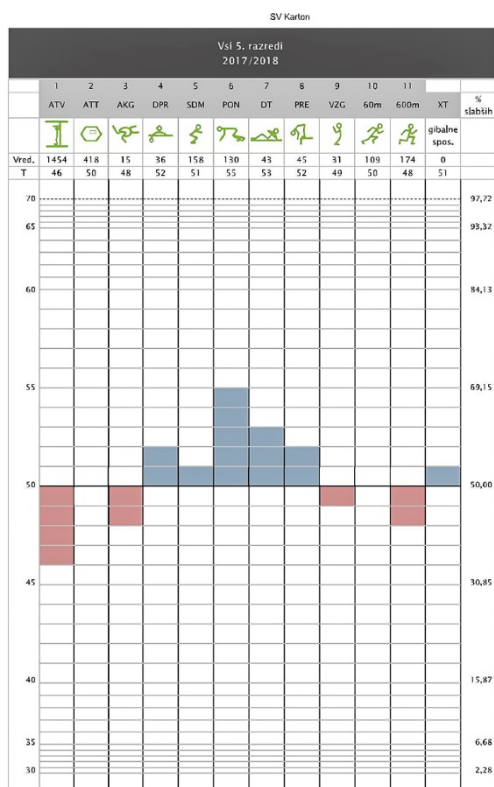 SV Karton
Vsi 5. razredi
2017/2018
1 2 3 4 5 6 7 8 9 10 11
ATV ATT AKG DPR SDM PON DT PRE VZG 60m 600m XT %
slabših
gibalne
spos.
Vred. 1454 418 15 36 158 130 43 45 31 109 174 0
T 46 50 48 52 51 55 53 52 49 50 48 51
70 97,72
65 93,32
60 84,13
55 69,15
50 50,00
45 30,85
40 15,87
35 6,68
30 2,28